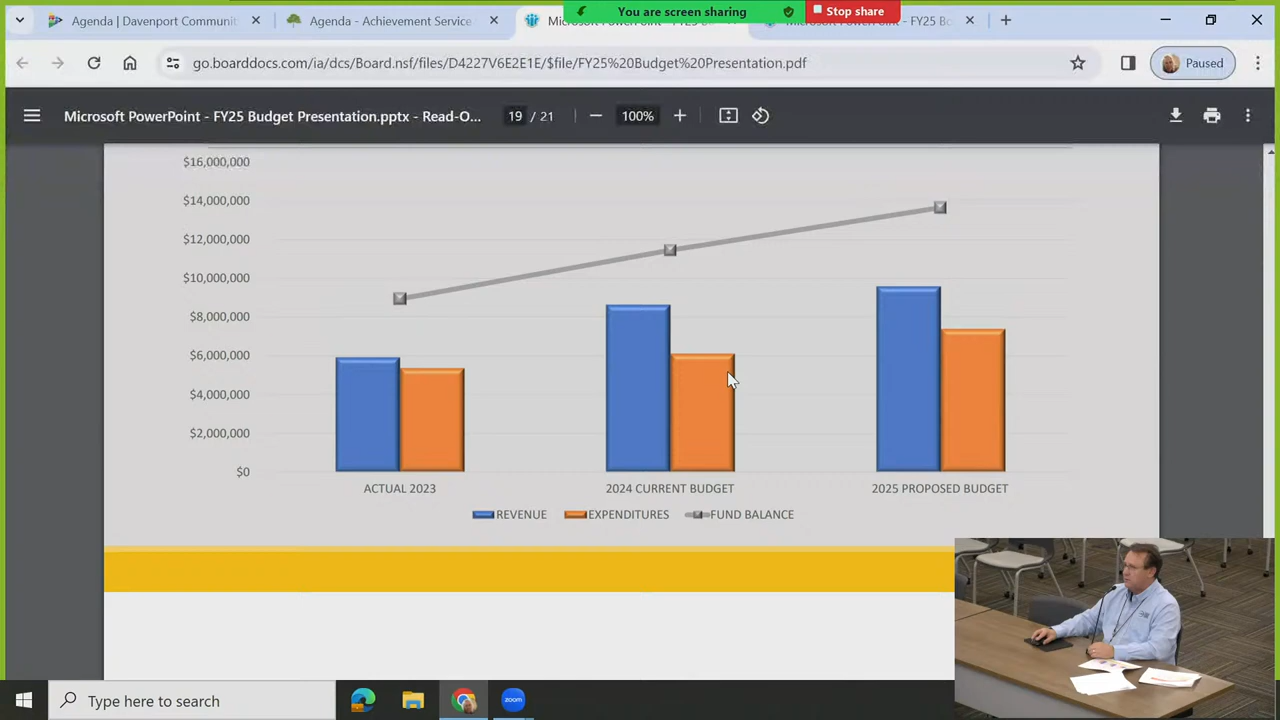 You are screen sharing
Stop share
Agenda | Davenport Communit
Agenda - Achievement Service
go.boarddocs.com/ia/dcs/Board.nsf/files/D4227V6E2E1E/$file/FY25%20Budget%20Presentation.pdf
Paused
Microsoft PowerPoint - FY25 Budget Presentation.pptx - Read-O...
19 / 21
100%
$16,000,000
$14,000,000
$12,000,000
$10,000,000
$8,000,000
$6,000,000
$4,000,000
$2,000,000
$0
ACTUAL 2023
2024 CURRENT BUDGET
2025 PROPOSED BUDGET
REVENUE
EXPENDITURES
FUND BALANCE
Type here to search
zoom